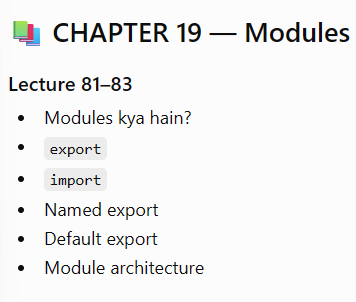 CHAPTER 19 — Modules
Lecture 81–83
Modules kya hain?
export
import
Named export
Default export
Module architecture